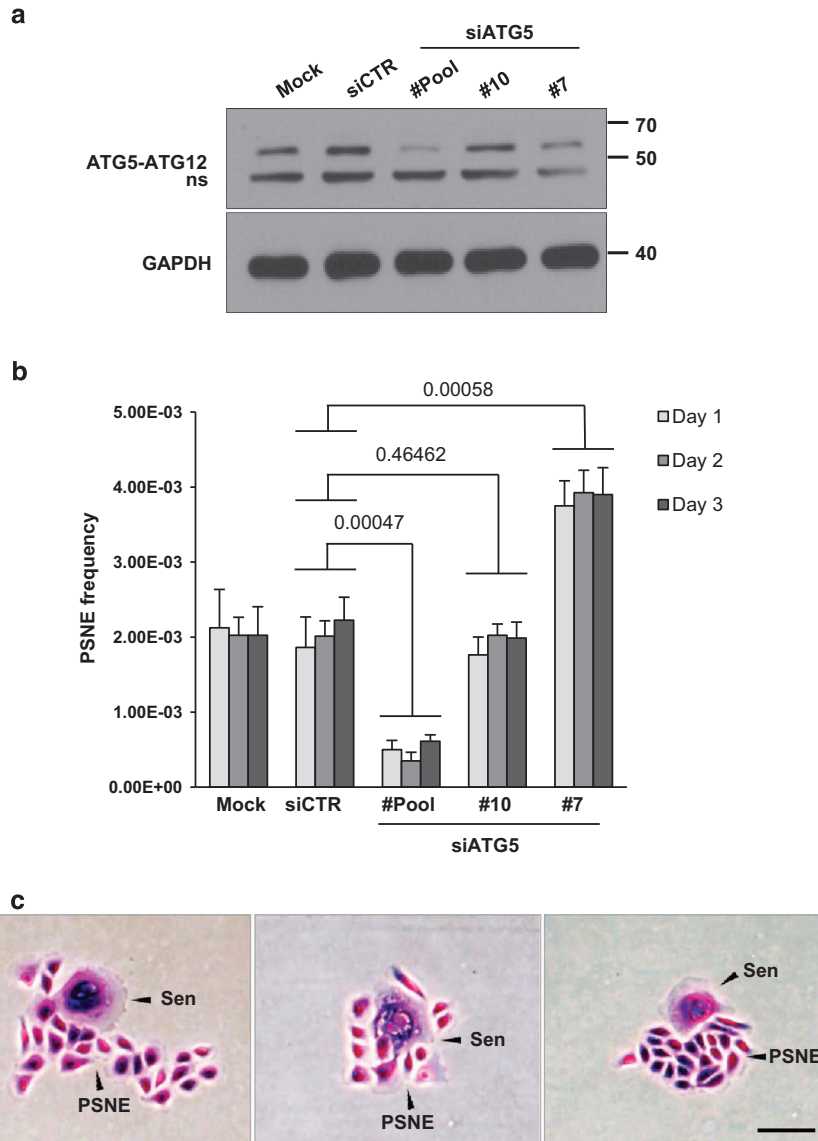 a
siATG5
Mock siCTR #Pool #10 #7
70
ATG5-ATG12 50
ns
GAPDH 40
b
0.00058
5.00E-03 Day 1
0.46462 Day 2
4.00E-03 Day 3
0.00047
3.00E-03
PSNE frequency
2.00E-03
1.00E-03
0.00E+00
Mock siCTR #Pool #10 #7
siATG5
c
Sen Sen Sen
PSNE PSNE PSNE